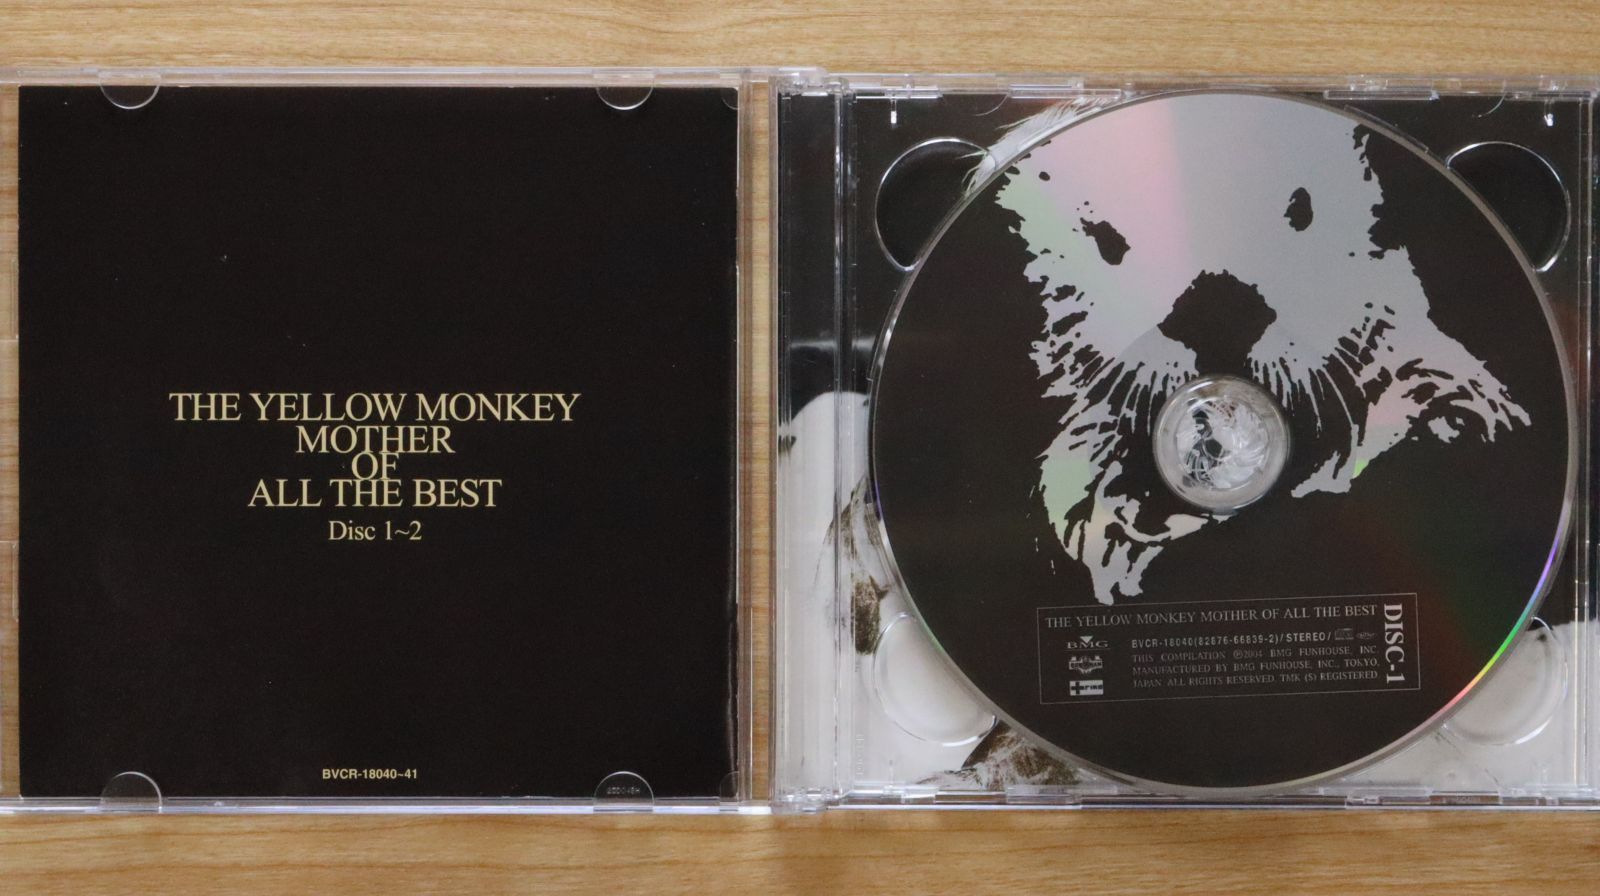 THE YELLOW MONKEY
MOTHER
OF
ALL THE BEST
Disc 1~2
BVCR-18040~41
THE YELLOW MONKEY MOTHER OF ALL THE BEST
DISC-1
BMG
BVCR-18040(82876-66839-2)/STEREO/
THIS COMPILATION ℗2004 BMG FUNHOUSE, INC.
MANUFACTURED BY BMG FUNHOUSE, INC., TOKYO,
JAPAN. ALL RIGHTS RESERVED. TMK (S) REGISTERED